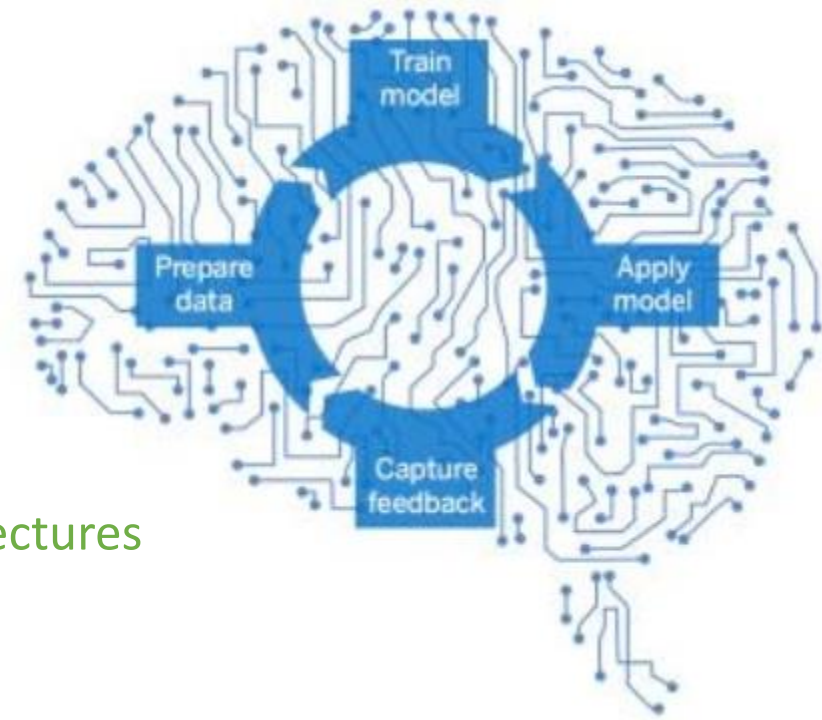 Train
model
Prepare
data
Apply
model
Capture
feedback
ectures